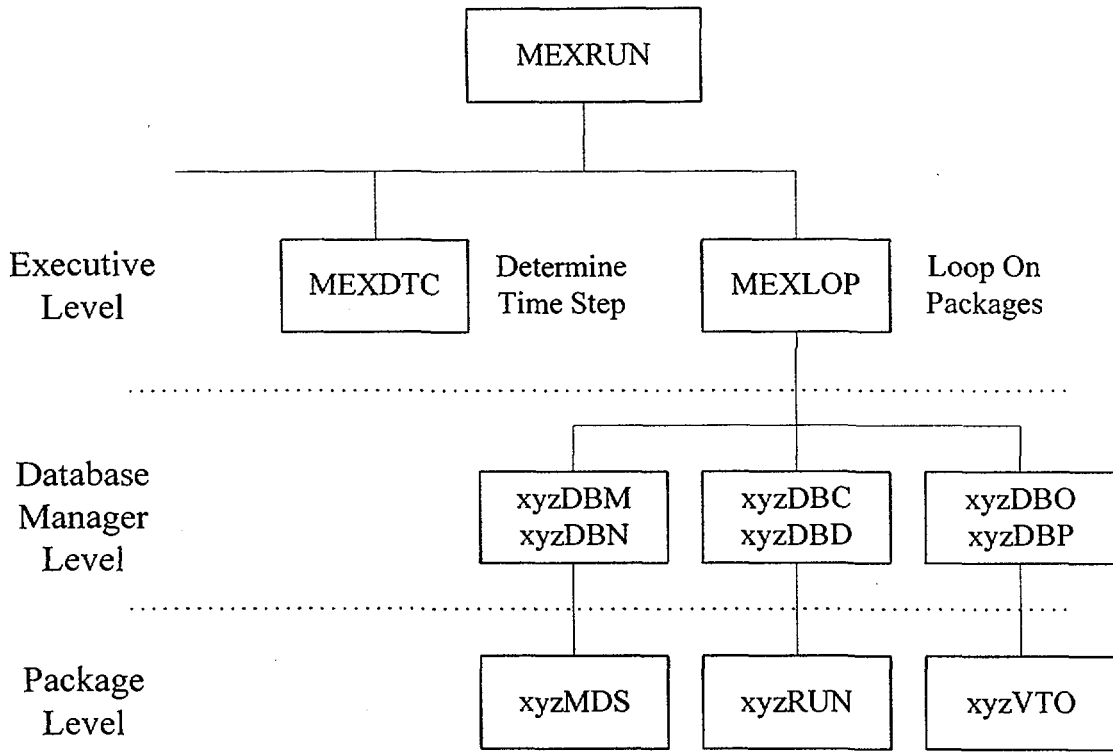 MEXRUN
Executive
Level
MEXDTC
Determine
Time Step
MEXLOP
Loop On
Packages
Database
Manager
Level
xyzDBM
xyzDBN
xyzDBC
xyzDBD
xyzDBO
xyzDBP
Package
Level
xyzMDS
xyzRUN
xyzVTO